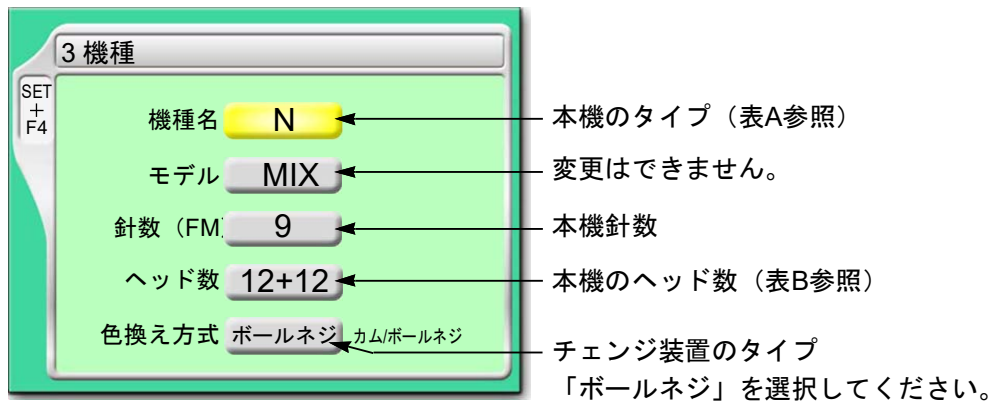 3 機種
SET
+
F4
機種名 N 本機のタイプ（表A参照）
モデル MIX 変更はできません。
針数（FM） 9 本機針数
ヘッド数 12+12 本機のヘッド数（表B参照）
色換え方式 ボールネジ カム/ボールネジ
チェンジ装置のタイプ
「ボールネジ」を選択してください。